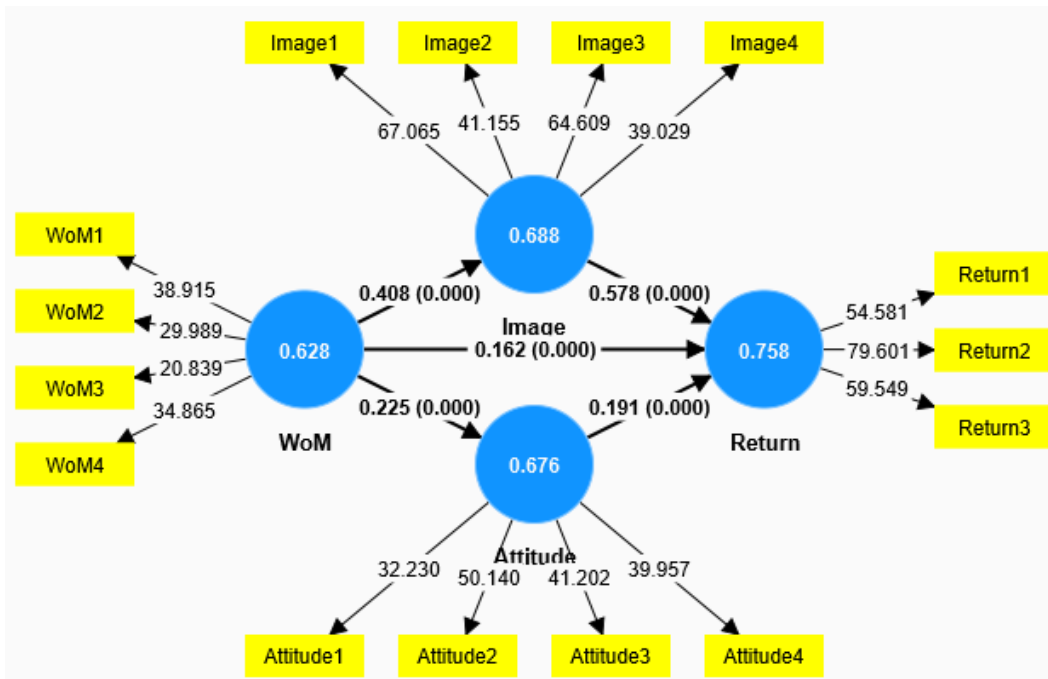 Image1
Image2
Image3
Image4
67.065
41.155
64.609
39.029
0.688
Image
WoM1
WoM2
WoM3
WoM4
38.915
29.989
20.839
34.865
0.628
WoM
0.408 (0.000)
0.578 (0.000)
0.162 (0.000)
0.225 (0.000)
0.191 (0.000)
0.758
Return
54.581
79.601
59.549
Return1
Return2
Return3
0.676
Attitude
32.230
50.140
41.202
39.957
Attitude1
Attitude2
Attitude3
Attitude4